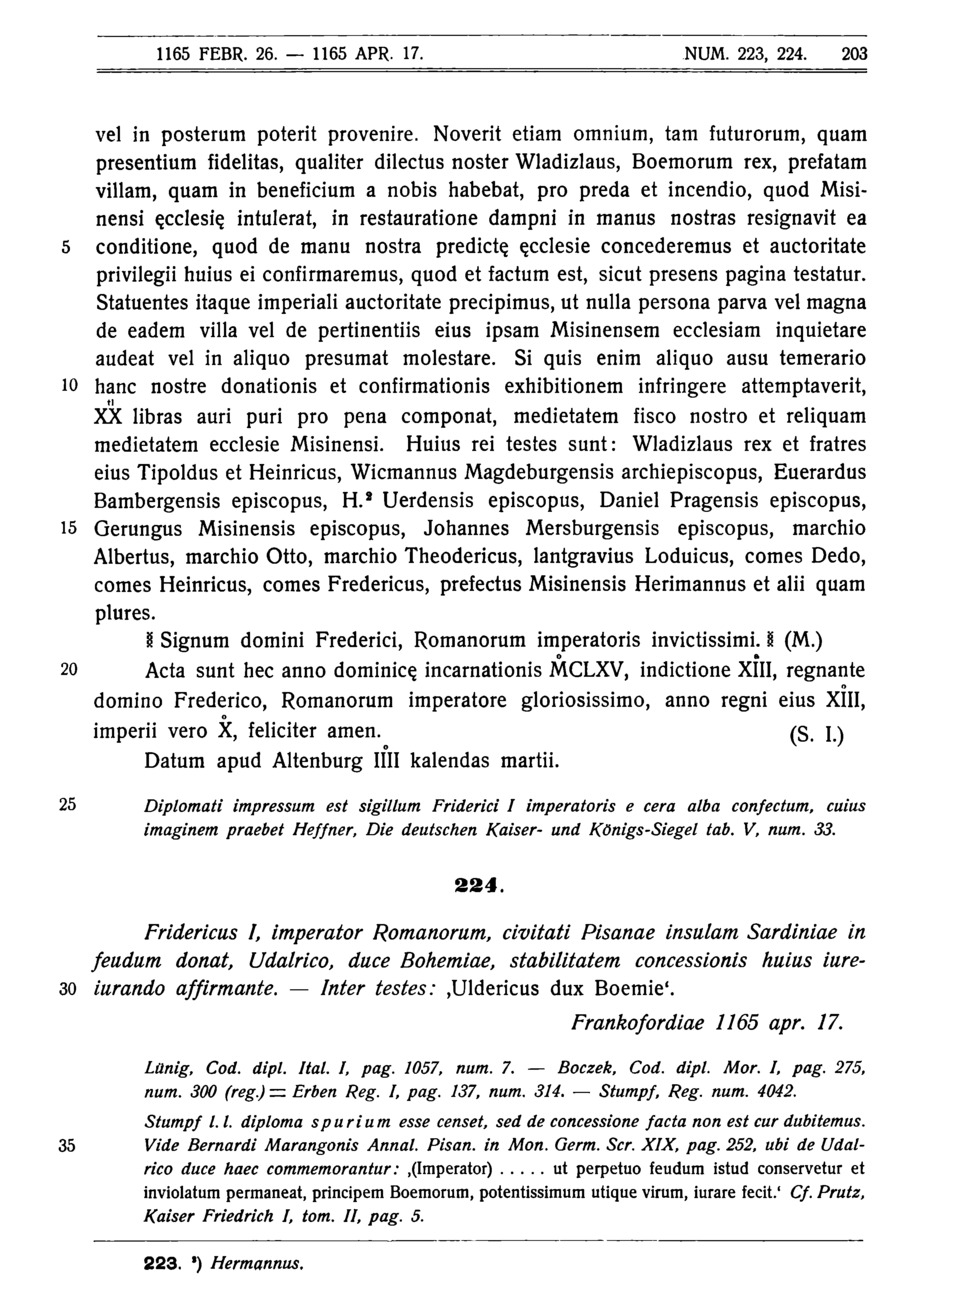 1165 FEBR. 26. — 1165 APR. 17. NUM. 223, 224. 203
vel in posterum poterit provenire. Noverit etiam omnium, tam futurorum, quam
presentium fidelitas, qualiter dilectus noster Wladizlaus, Boemorum rex, prefatam
villam, quam in beneficium a nobis habebat, pro preda et incendio, quod Misi-
nensi ęcclesię intulerat, in restauratione dampni in manus nostras resignavit ea
5 conditione, quod de manu nostra predictę ęcclesie concederemus et auctoritate
privilegii huius ei confirmaremus, quod et factum est, sicut presens pagina testatur.
Statuentes itaque imperiali auctoritate precipimus, ut nulla persona parva vel magna
de eadem villa vel de pertinentiis eius ipsam Misinensem ecclesiam inquietare
audeat vel in aliquo presumat molestare. Si quis enim aliquo ausu temerario
10 hanc nostre donationis et confirmationis exhibitionem infringere attemptaverit,
XX̊ libras auri puri pro pena componat, medietatem fisco nostro et reliquam
medietatem ecclesie Misinensi. Huius rei testes sunt: Wladizlaus rex et fratres
eius Tipoldus et Heinricus, Wicmannus Magdeburgensis archiepiscopus, Euerardus
Bambergensis episcopus, H.² Uerdensis episcopus, Daniel Pragensis episcopus,
15 Gerungus Misinensis episcopus, Johannes Mersburgensis episcopus, marchio
Albertus, marchio Otto, marchio Theodericus, lantgravius Loduicus, comes Dedo,
comes Heinricus, comes Fredericus, prefectus Misinensis Herimannus et alii quam
plures.
§ Signum domini Frederici, Romanorum imperatoris invictissimi. § (M.)
20 Acta sunt hec anno dominicę incarnationis M̊CLXV, indictione XI̊II, regnante
domino Frederico, Romanorum imperatore gloriosissimo, anno regni eius XI̊II,
imperii vero X̊, feliciter amen. (S. I.)
Datum apud Altenburg III̊I kalendas martii.
25 Diplomati impressum est sigillum Friderici I imperatoris e cera alba confectum, cuius
imaginem praebet Heffner, Die deutschen Kaiser- und Königs-Siegel tab. V, num. 33.
224.
Fridericus I, imperator Romanorum, civitati Pisanae insulam Sardiniae in
feudum donat, Udalrico, duce Bohemiae, stabilitatem concessionis huius iure-
30 iurando affirmante. — Inter testes: ‚Uldericus dux Boemie‘.
Frankofordiae 1165 apr. 17.
Lünig, Cod. dipl. Ital. I, pag. 1057, num. 7. — Boczek, Cod. dipl. Mor. I, pag. 275,
num. 300 (reg.) = Erben Reg. I, pag. 137, num. 314. — Stumpf, Reg. num. 4042.
Stumpf l. l. diploma spurium esse censet, sed de concessione facta non est cur dubitemus.
35 Vide Bernardi Marangonis Annal. Pisan. in Mon. Germ. Scr. XIX, pag. 252, ubi de Udal-
rico duce haec commemorantur: ‚(Imperator) ..... ut perpetuo feudum istud conservetur et
inviolatum permaneat, principem Boemorum, potentissimum utique virum, iurare fecit.‘ Cf. Prutz,
Kaiser Friedrich I, tom. II, pag. 5.
223. ²) Hermannus.